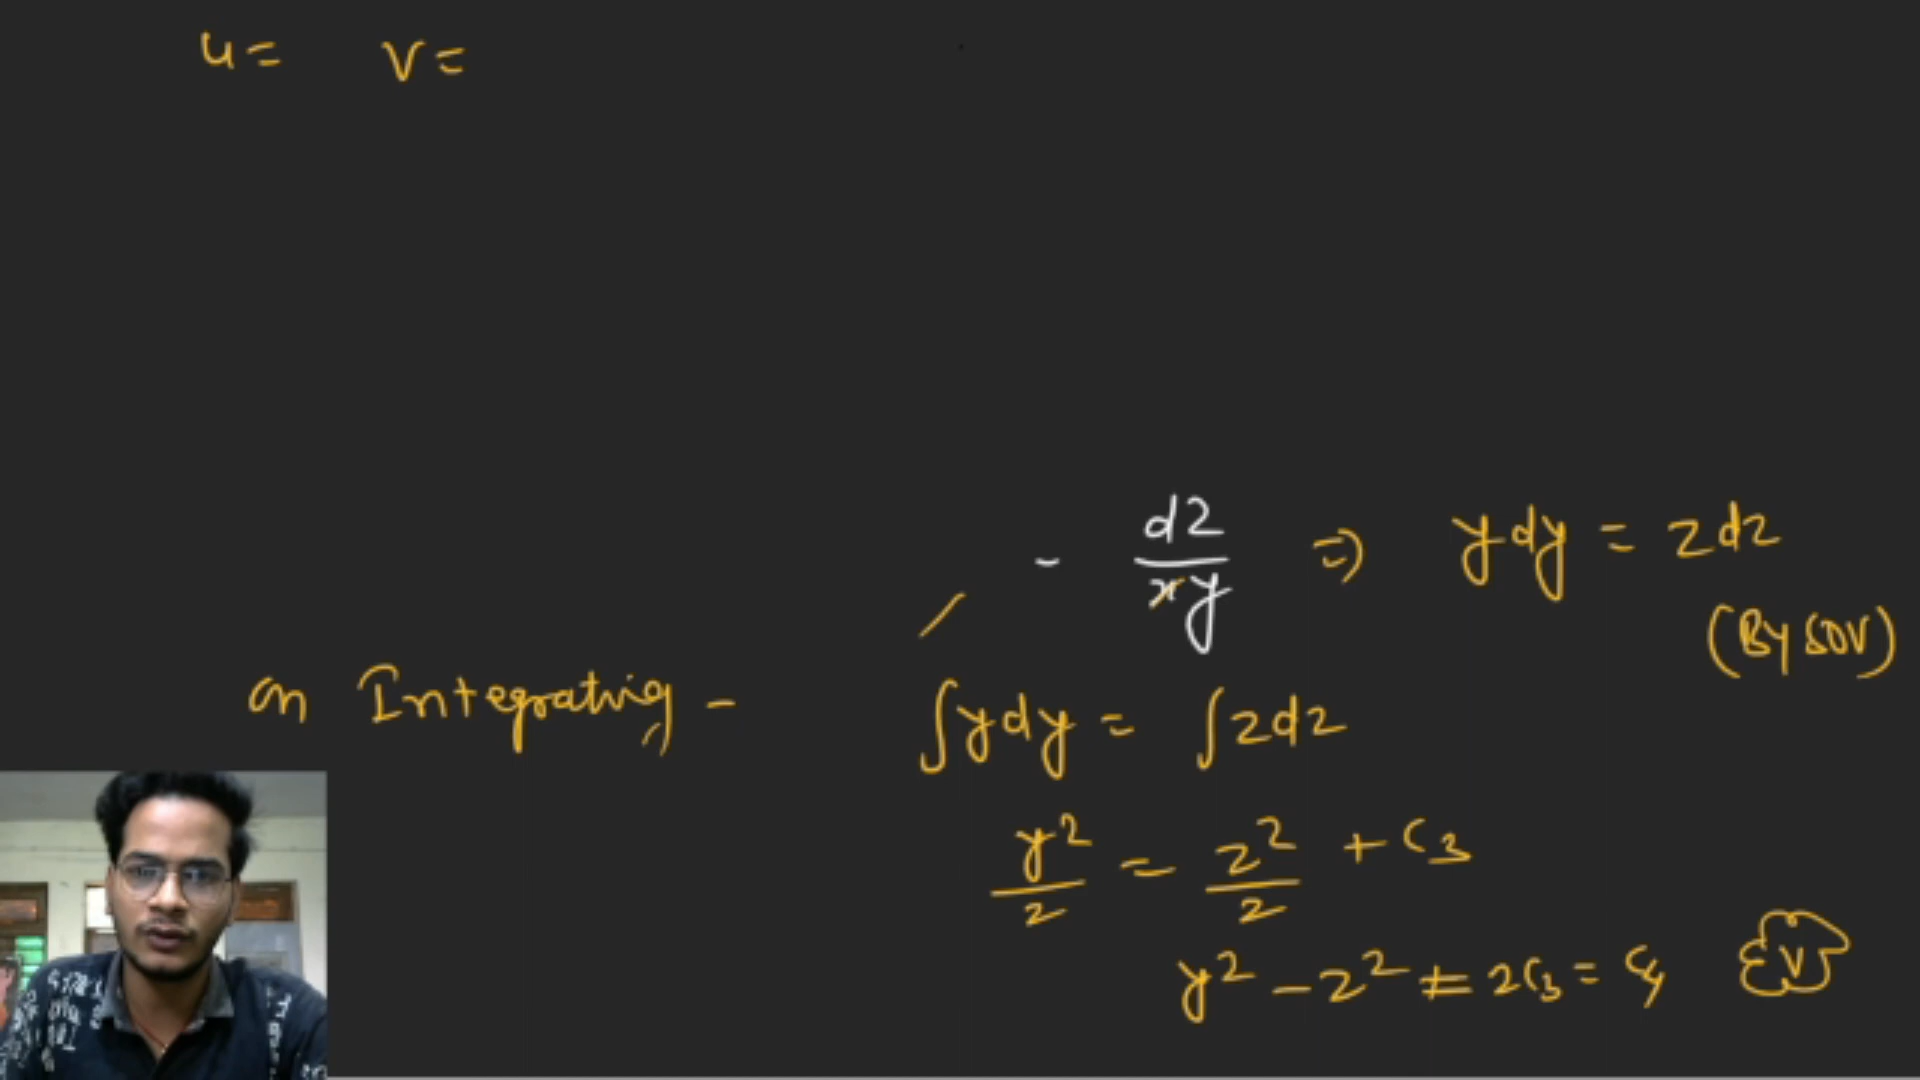 u= v=
- dz/xy ⇒ ydy = zdz
(By SOV)
on Integrating - ∫ydy = ∫zdz
y²/2 = z²/2 + C₃
y² - z² = 2C₃ = C₄ V